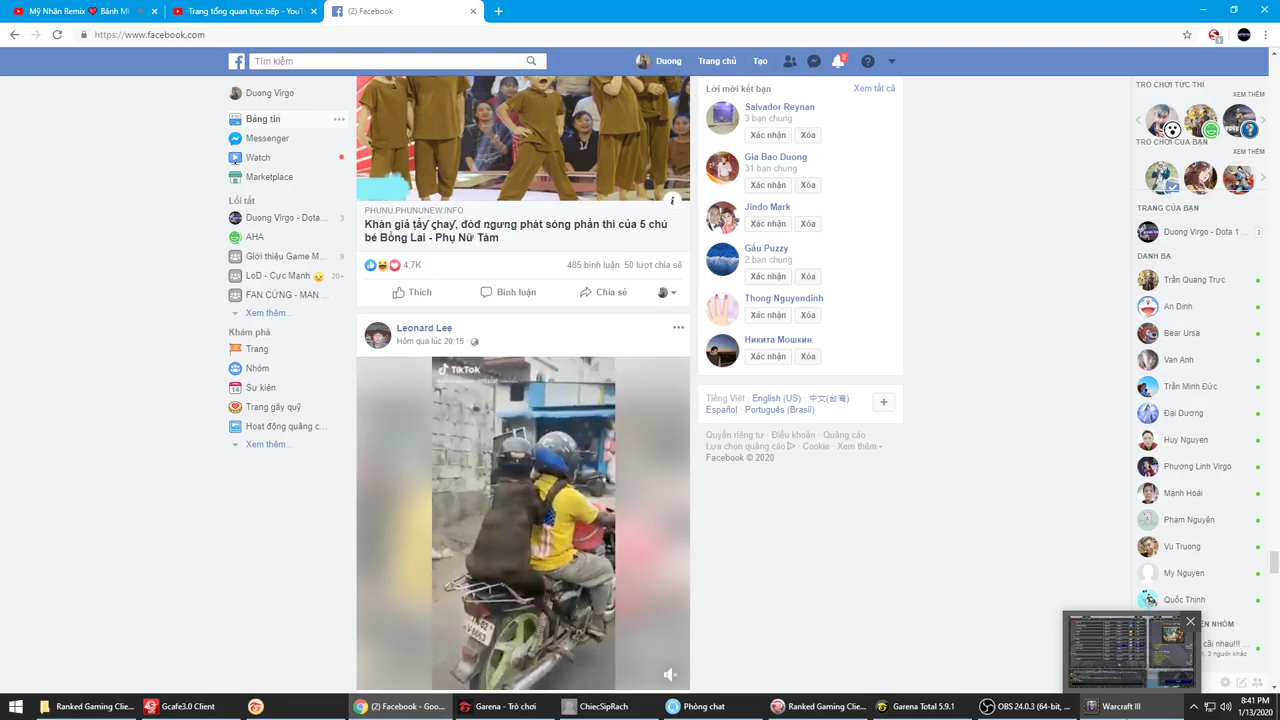 Mỹ Nhân Remix ❤ Bánh Mì
Trang tổng quan trực tiếp - YouT
(2) Facebook
https://www.facebook.com
Tìm kiếm
Duong
Trang chủ
Tạo
2
Duong Virgo
Bảng tin
Messenger
Watch
Marketplace
Lối tắt
Duong Virgo - Dota... 3
AHA
Giới thiệu Game M... 9
LoD - Cực Mạnh 20+
FAN CỨNG - MAN ...
Xem thêm...
Khám phá
Trang
Nhóm
Sự kiện
Trang gây quỹ
Hoạt động quảng c...
Xem thêm...
PHUNU.PHUNUNEW.INFO
Khán giả tẩy chay, đòi ngưng phát sóng phần thi của 5 chú
bé Bồng Lai - Phụ Nữ Tám
4,7K
485 bình luận 50 lượt chia sẻ
Thích
Bình luận
Chia sẻ
Leonard Lee
Hôm qua lúc 20:15
TikTok
Lời mời kết bạn
Xem tất cả
Salvador Reynan
3 bạn chung
Xác nhận Xóa
Gia Bao Duong
31 bạn chung
Xác nhận Xóa
Jindo Mark
Xác nhận Xóa
Gấu Puzzy
2 bạn chung
Xác nhận Xóa
Thong Nguyendinh
Xác nhận Xóa
Никита Мошкин
Xác nhận Xóa
Tiếng Việt · English (US) · 中文(台灣) ·
Español · Português (Brasil)
Quyền riêng tư · Điều khoản · Quảng cáo ·
Lựa chọn quảng cáo · Cookie · Xem thêm
Facebook © 2020
TRÒ CHƠI TỨC THÌ
XEM THÊM
TRÒ CHƠI CỦA BẠN
XEM THÊM
TRANG CỦA BẠN
Duong Virgo - Dota 1 ... 3
DANH BẠ
Trần Quang Trực
An Dinh
Bear Ursa
Van Anh
Trần Minh Đức
Đại Dương
Huy Nguyen
Phương Linh Virgo
Mạnh Hoài
Phạm Nguyên
Vu Truong
My Nguyen
Quốc Thịnh
cãi nhau!!! ...
3 người khác
Ranked Gaming Clie...
Gcafe3.0 Client
Facebook - Goo...
Garena - Trò chơi
ChiecSipRach
Phòng chat
Ranked Gaming Clie...
Garena Total 5.9.1
OBS 24.0.3 (64-bit, ...
Warcraft III
8:41 PM
1/13/2020